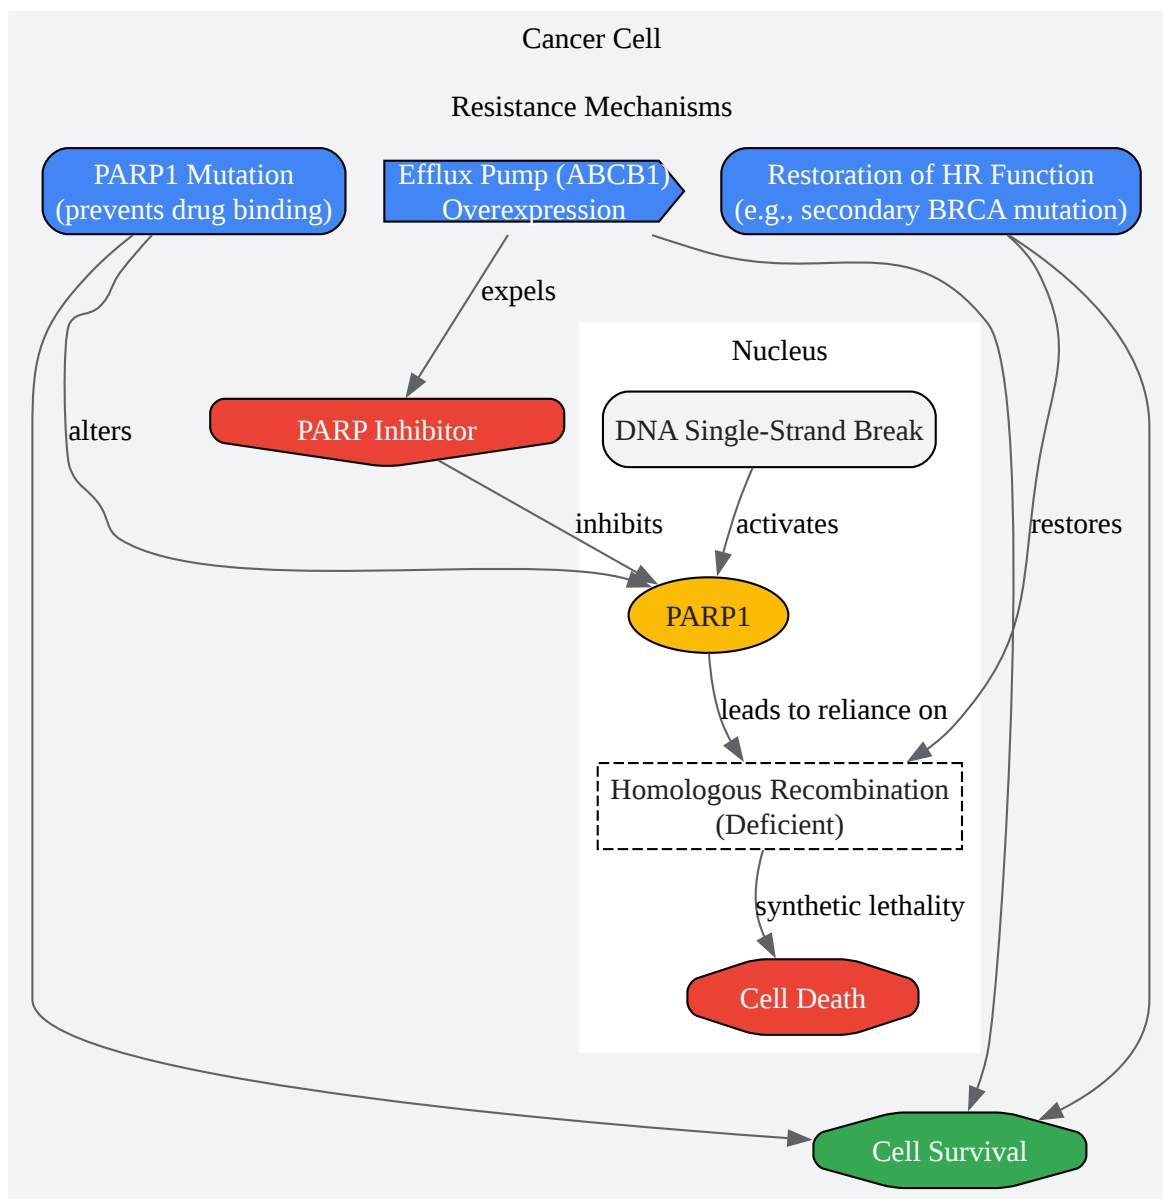 Cancer Cell
Resistance Mechanisms
PARP1 Mutation
(prevents drug binding)
Efflux Pump (ABCB1)
Overexpression
Restoration of HR Function
(e.g., secondary BRCA mutation)
expels
Nucleus
alters
PARP Inhibitor
DNA Single-Strand Break
inhibits
activates
restores
PARP1
leads to reliance on
Homologous Recombination
(Deficient)
synthetic lethality
Cell Death
Cell Survival